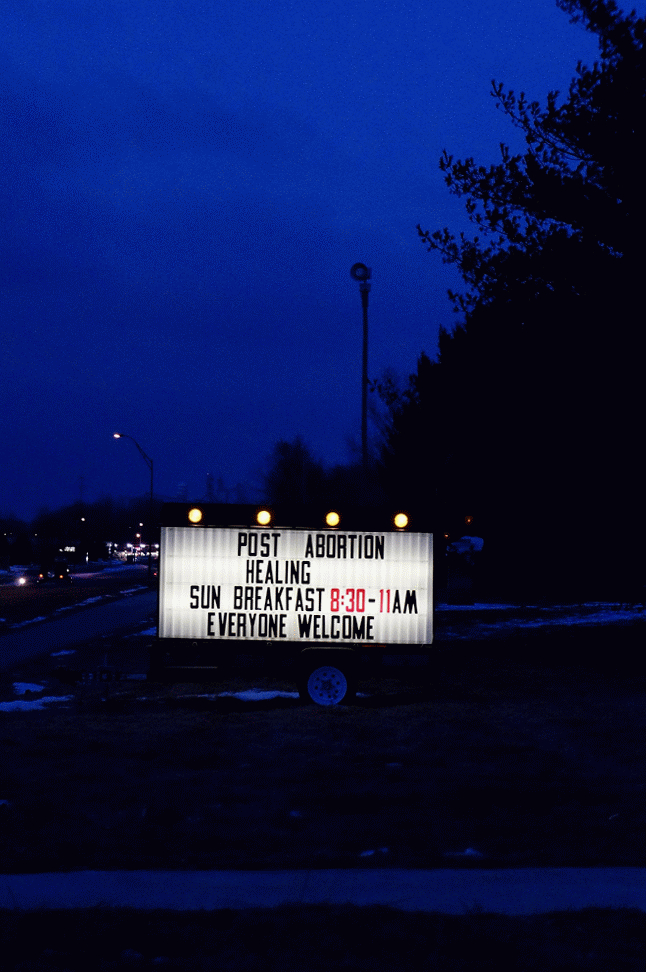 POST ABORTION
HEALING
SUN BREAKFAST 8:30-11AM
EVERYONE WELCOME